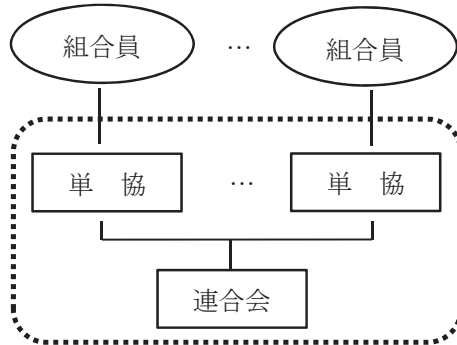 組合員 … 組合員
単 協 … 単 協
連合会